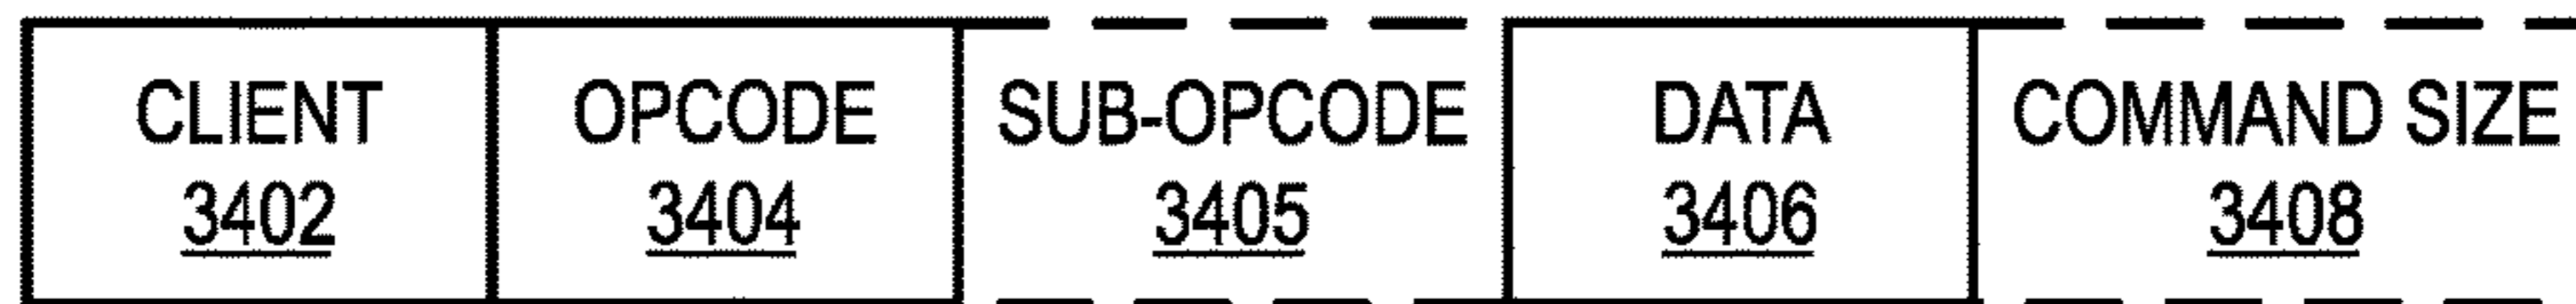 CLIENT OPCODE SUB-OPCODE DATA COMMAND SIZE
3402 3404 3405 3406 3408